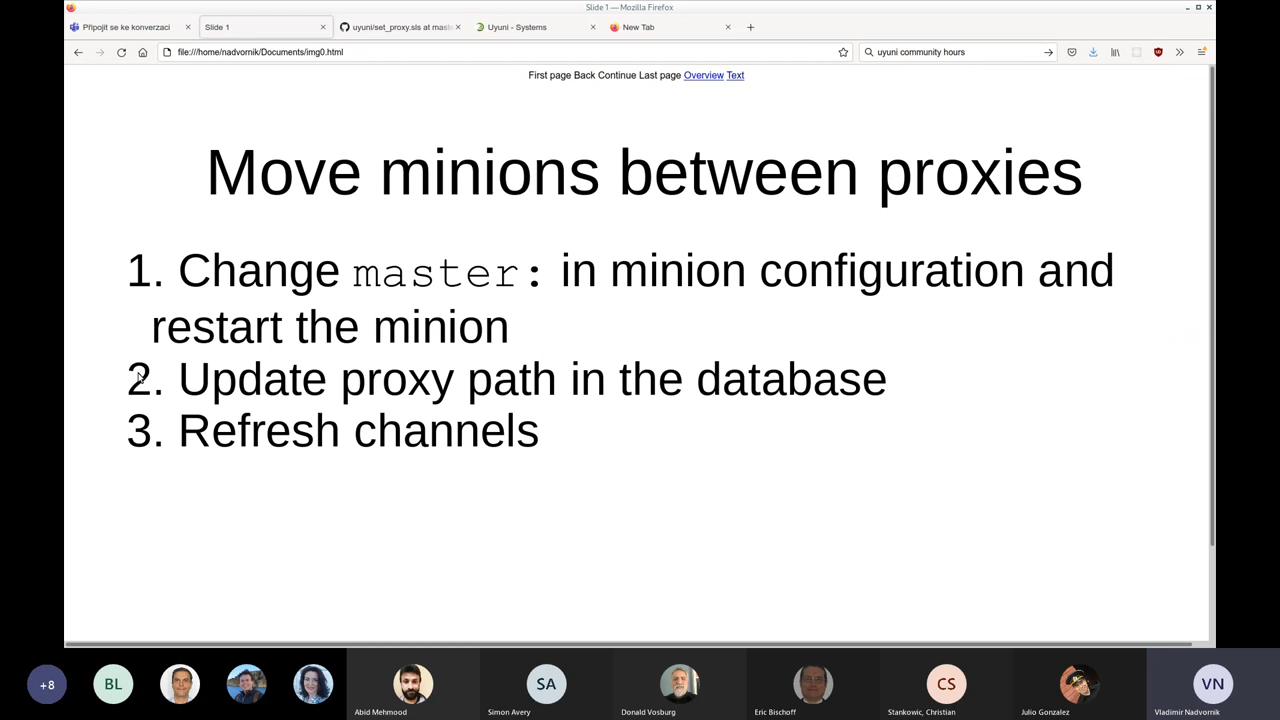 Slide 1 — Mozilla Firefox
Připojit se ke konverzaci
Slide 1
uyuni/set_proxy.sls at mast
Uyuni - Systems
New Tab
file:///home/nadvornik/Documents/img0.html
uyuni community hours
First page Back Continue Last page Overview Text
Move minions between proxies
1. Change master: in minion configuration and
restart the minion
2. Update proxy path in the database
3. Refresh channels
+8
BL
SA
CS
VN
Abid Mehmood
Simon Avery
Donald Vosburg
Eric Bischoff
Stankowic, Christian
Julio Gonzalez
Vladimir Nadvornik